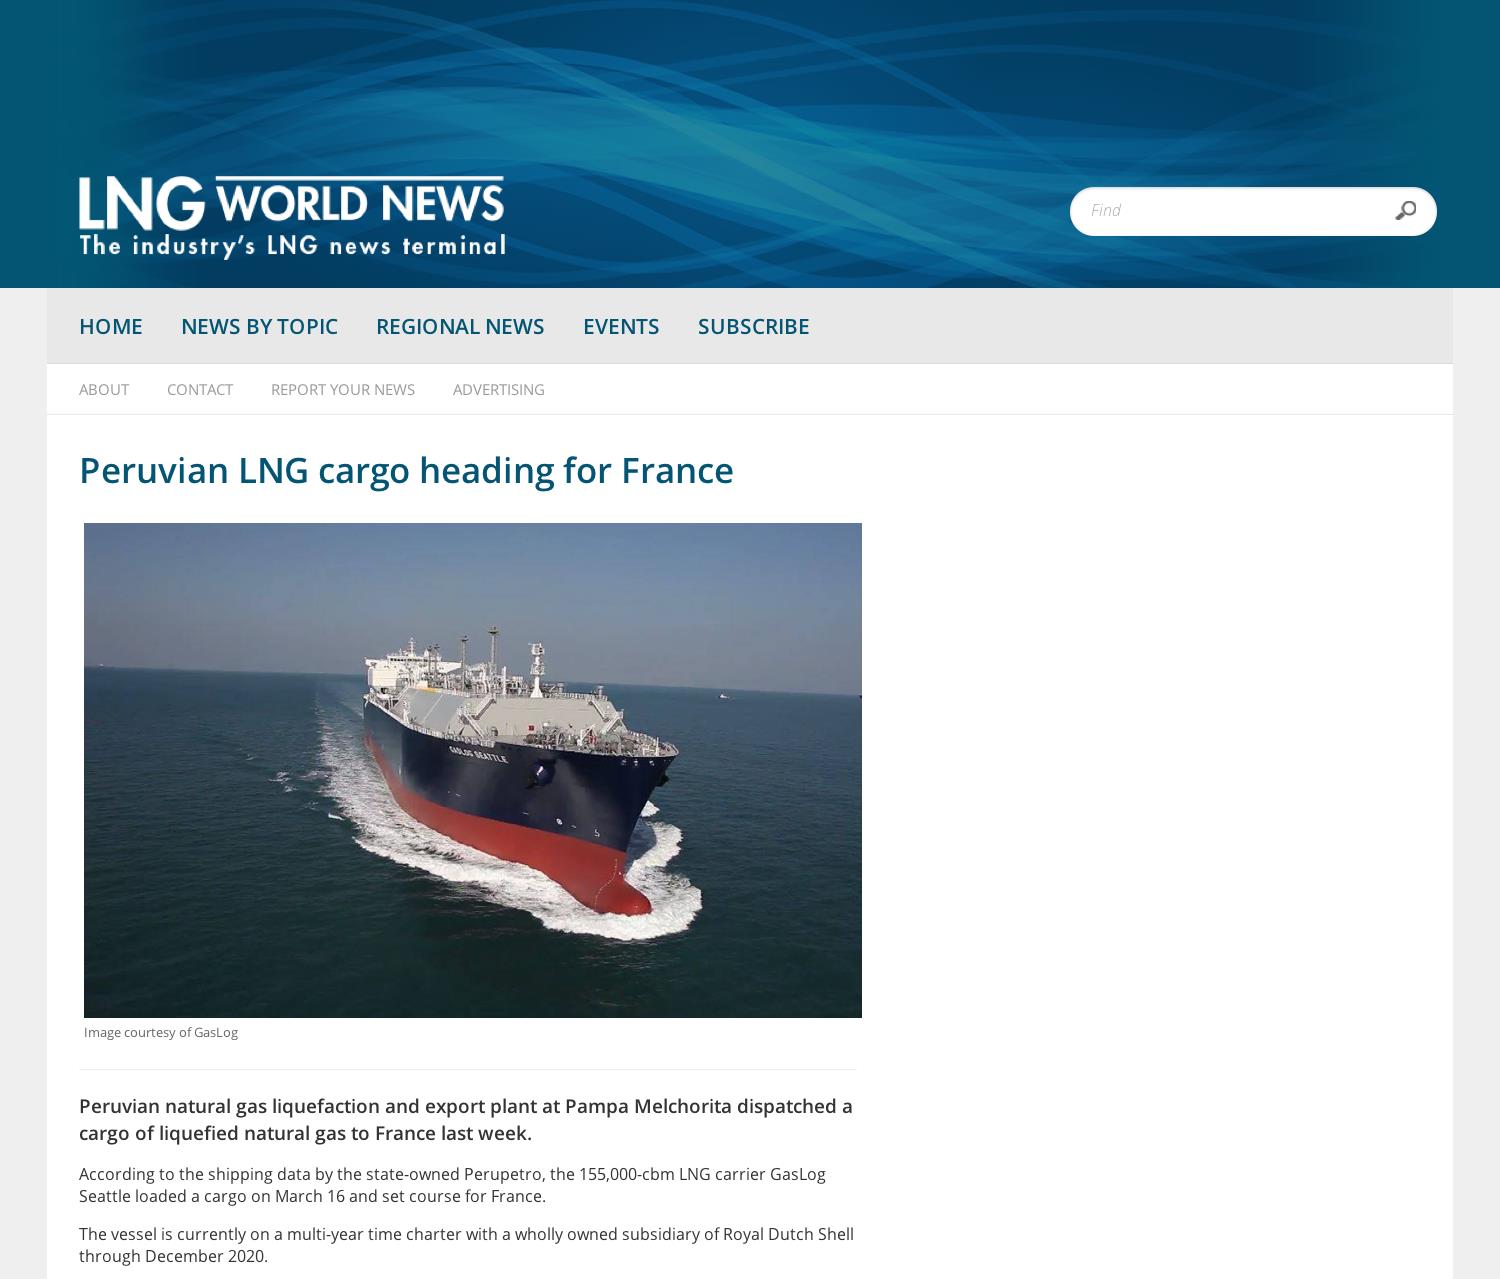 LNG WORLD NEWS
The industry's LNG news terminal
Find
HOME NEWS BY TOPIC REGIONAL NEWS EVENTS SUBSCRIBE
ABOUT CONTACT REPORT YOUR NEWS ADVERTISING
Peruvian LNG cargo heading for France
GASLOG SEATTLE
Image courtesy of GasLog
Peruvian natural gas liquefaction and export plant at Pampa Melchorita dispatched a
cargo of liquefied natural gas to France last week.
According to the shipping data by the state-owned Perupetro, the 155,000-cbm LNG carrier GasLog
Seattle loaded a cargo on March 16 and set course for France.
The vessel is currently on a multi-year time charter with a wholly owned subsidiary of Royal Dutch Shell
through December 2020.